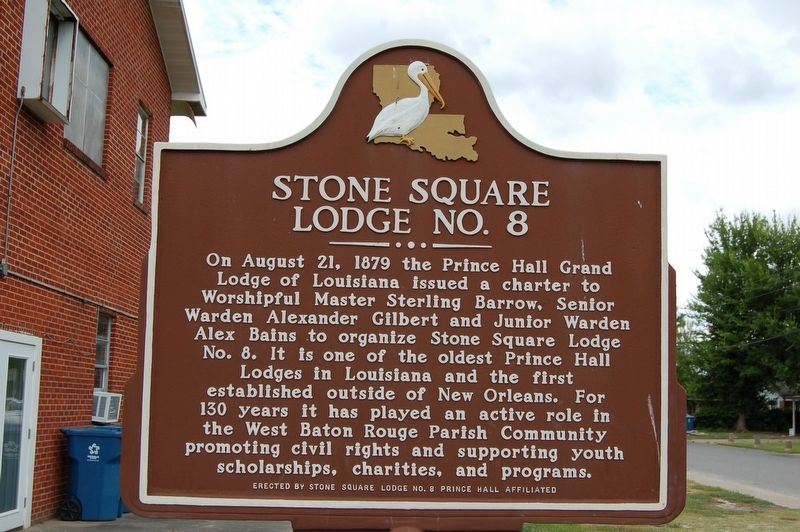 STONE SQUARE
LODGE NO. 8
On August 21, 1879 the Prince Hall Grand
Lodge of Louisiana issued a charter to
Worshipful Master Sterling Barrow, Senior
Warden Alexander Gilbert and Junior Warden
Alex Bains to organize Stone Square Lodge
No. 8. It is one of the oldest Prince Hall
Lodges in Louisiana and the first
established outside of New Orleans. For
130 years it has played an active role in
the West Baton Rouge Parish Community
promoting civil rights and supporting youth
scholarships, charities, and programs.
ERECTED BY STONE SQUARE LODGE NO. 8 PRINCE HALL AFFILIATED